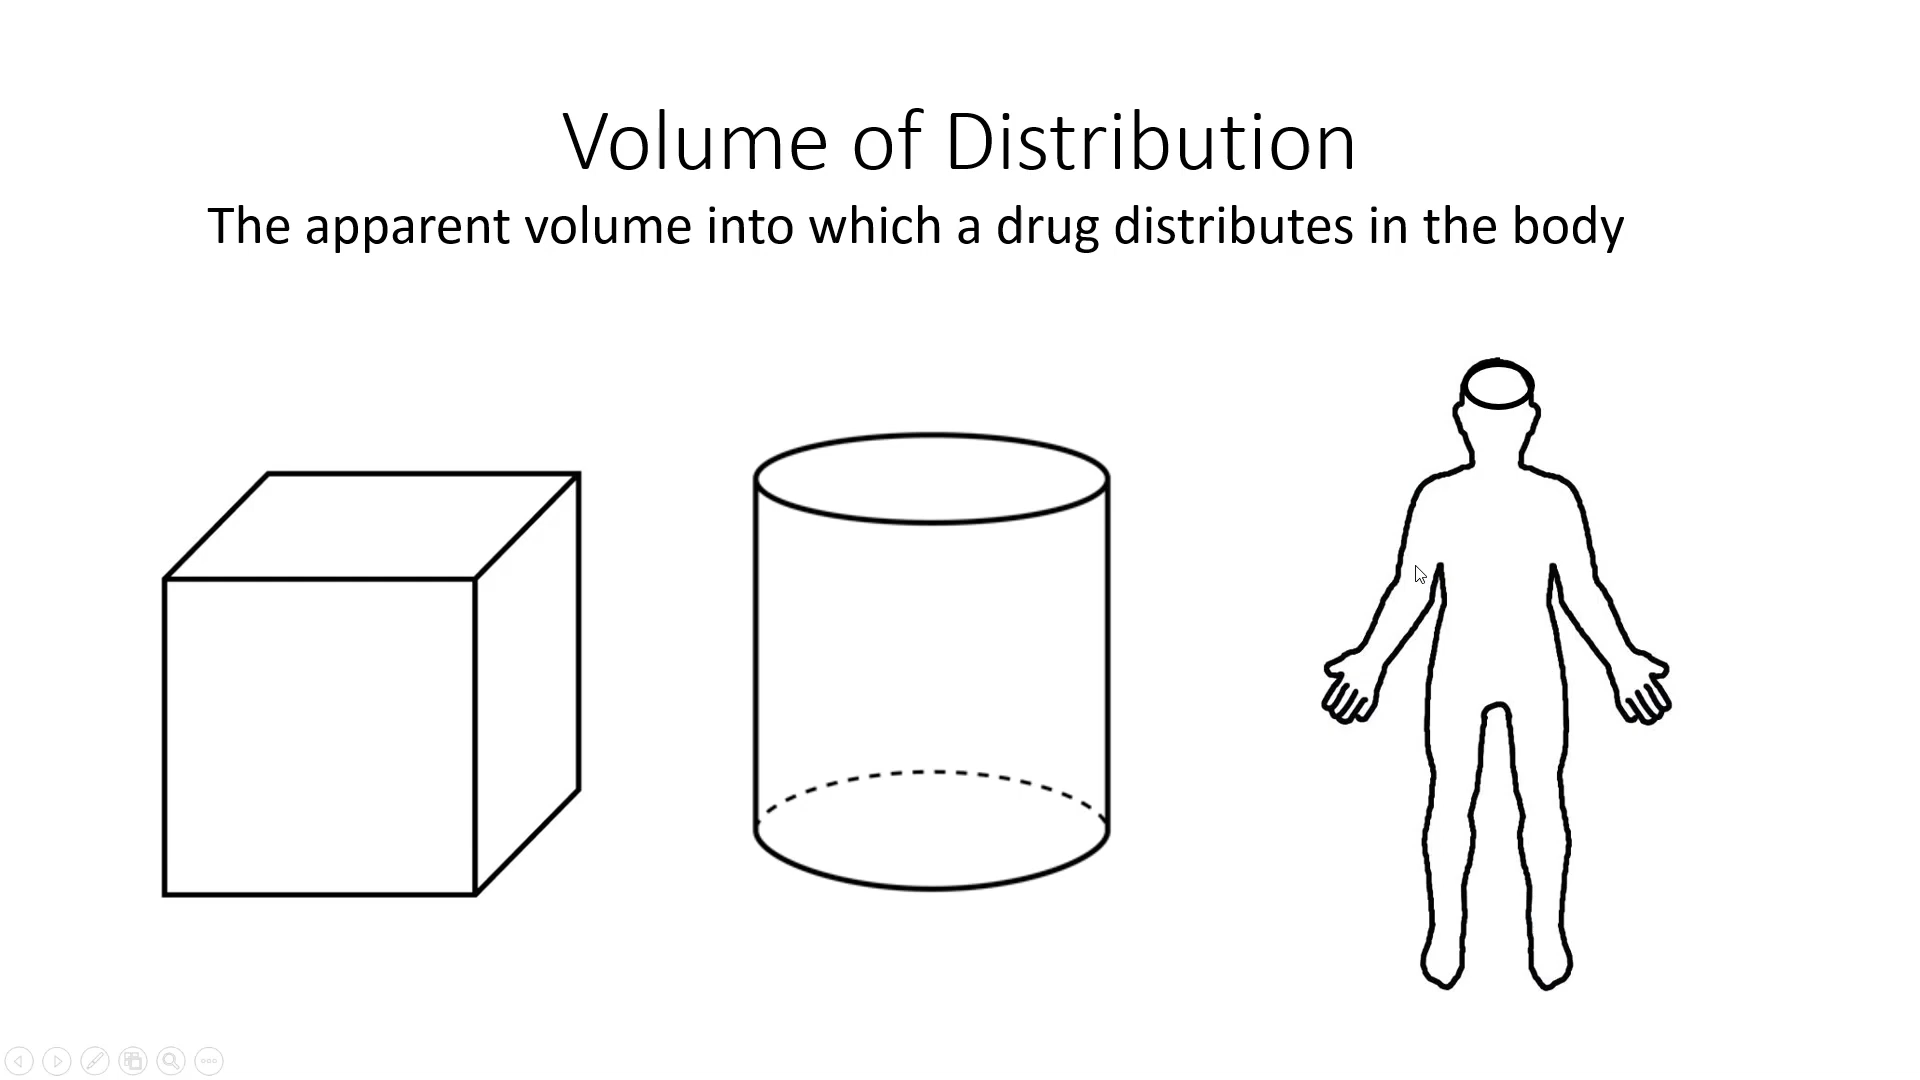 Volume of Distribution
The apparent volume into which a drug distributes in the body